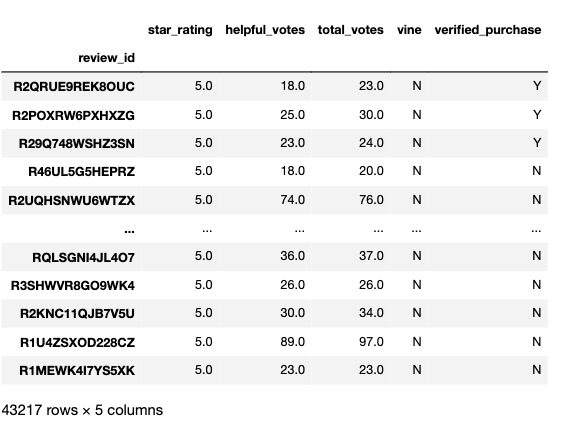 star_rating helpful_votes total_votes vine verified_purchase
review_id
R2QRUE9REK8OUC 5.0 18.0 23.0 N Y
R2POXRW6PXHXZG 5.0 25.0 30.0 N Y
R29Q748WSHZ3SN 5.0 23.0 24.0 N Y
R46UL5G5HEPRZ 5.0 18.0 20.0 N N
R2UQHSNWU6WTZX 5.0 74.0 76.0 N N
... ... ... ... ... ...
RQLSGNI4JL4O7 5.0 36.0 37.0 N N
R3SHWVR8GO9WK4 5.0 26.0 26.0 N N
R2KNC11QJB7V5U 5.0 30.0 34.0 N N
R1U4ZSXOD228CZ 5.0 89.0 97.0 N N
R1MEWK4I7YS5XK 5.0 23.0 23.0 N N
43217 rows × 5 columns